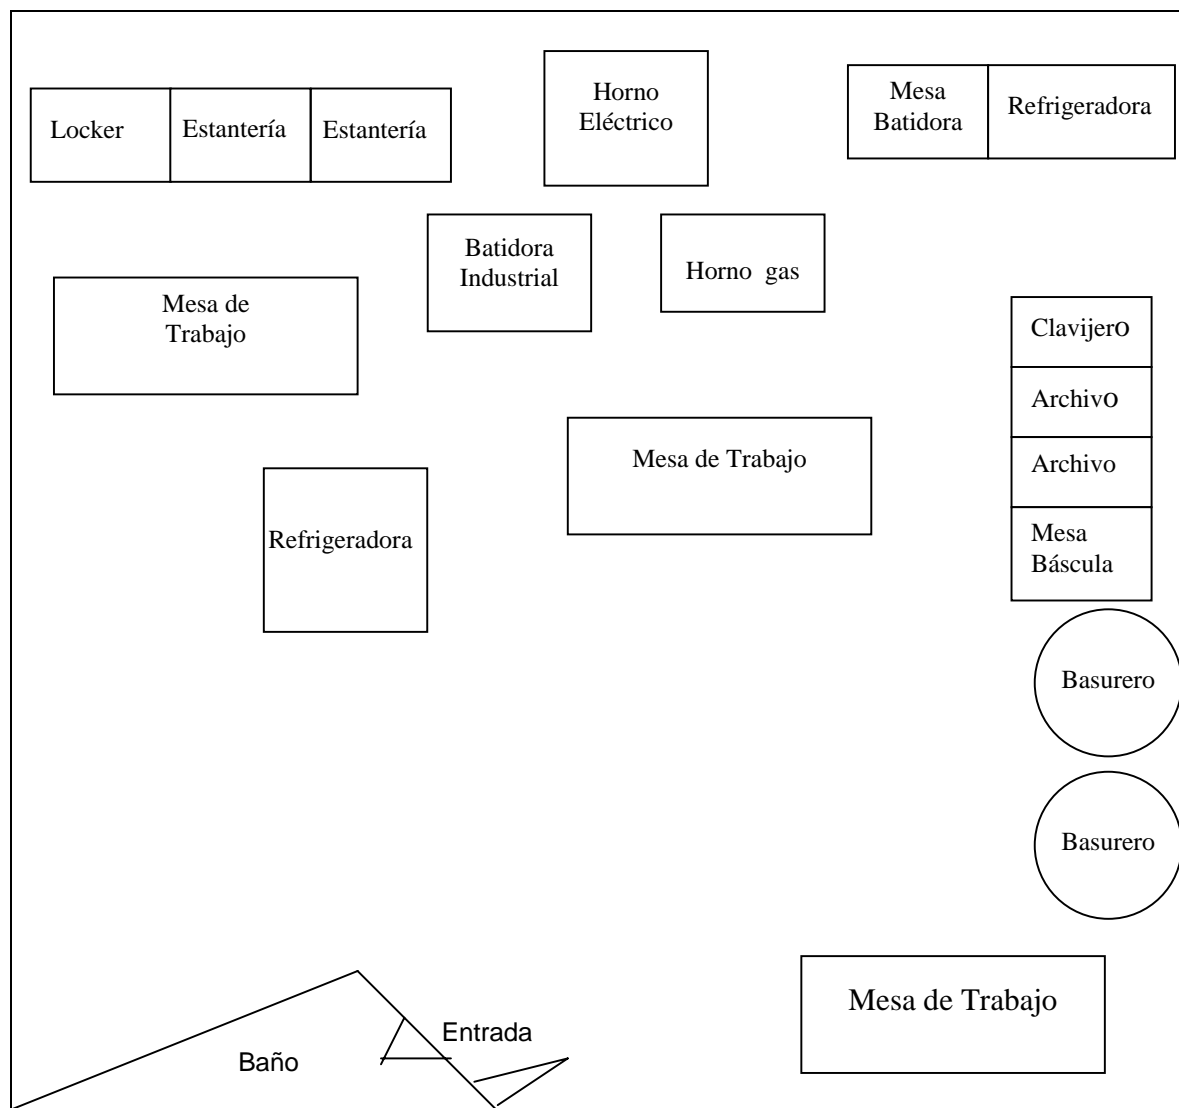 Locker
Estantería
Estantería
Horno
Eléctrico
Mesa
Batidora
Refrigeradora
Batidora
Industrial
Horno gas
Mesa de
Trabajo
Clavijero
Archivo
Archivo
Mesa
Báscula
Mesa de Trabajo
Refrigeradora
Basurero
Basurero
Mesa de Trabajo
Entrada
Baño